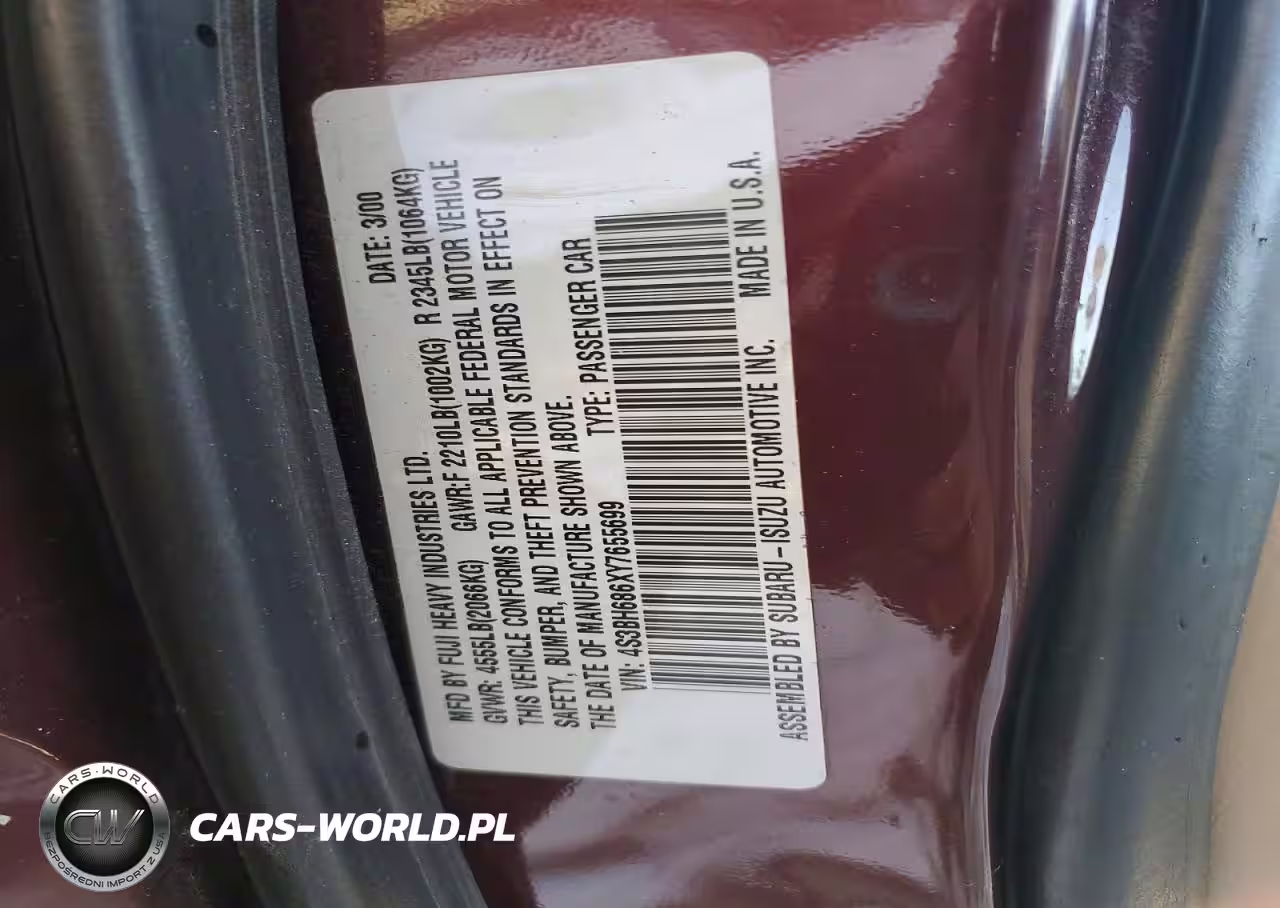 MFD BY FUJI HEAVY INDUSTRIES LTD. DATE: 3/00
GVWR: 4555LB(2066KG) GAWR:F 2210LB(1002KG) R 2345LB(1064KG)
THIS VEHICLE CONFORMS TO ALL APPLICABLE FEDERAL MOTOR VEHICLE
SAFETY, BUMPER, AND THEFT PREVENTION STANDARDS IN EFFECT ON
THE DATE OF MANUFACTURE SHOWN ABOVE.
VIN: 4S3BH686XY7655699 TYPE: PASSENGER CAR
ASSEMBLED BY SUBARU-ISUZU AUTOMOTIVE INC. MADE IN U.S.A.
CARS-WORLD
CW
BEZPOŚREDNI IMPORT Z USA
CARS-WORLD.PL